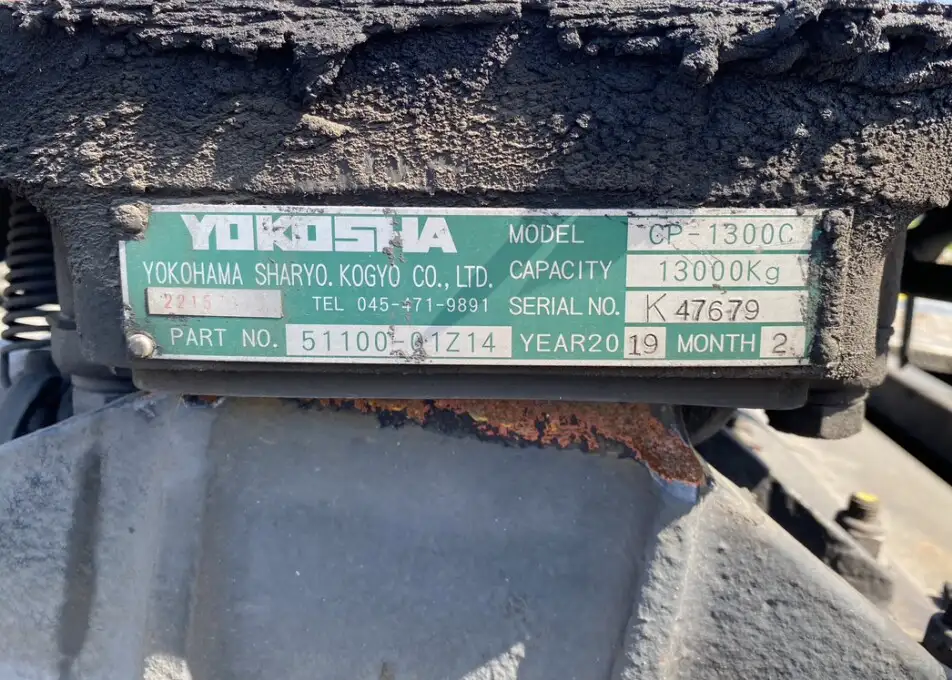 YOKOSHA
YOKOHAMA SHARYO. KOGYO CO., LTD.
TEL 045-471-9891
PART NO. 51100-01Z14
MODEL CP-1300C
CAPACITY 13000Kg
SERIAL NO. K 47679
YEAR20 19 MONTH 2